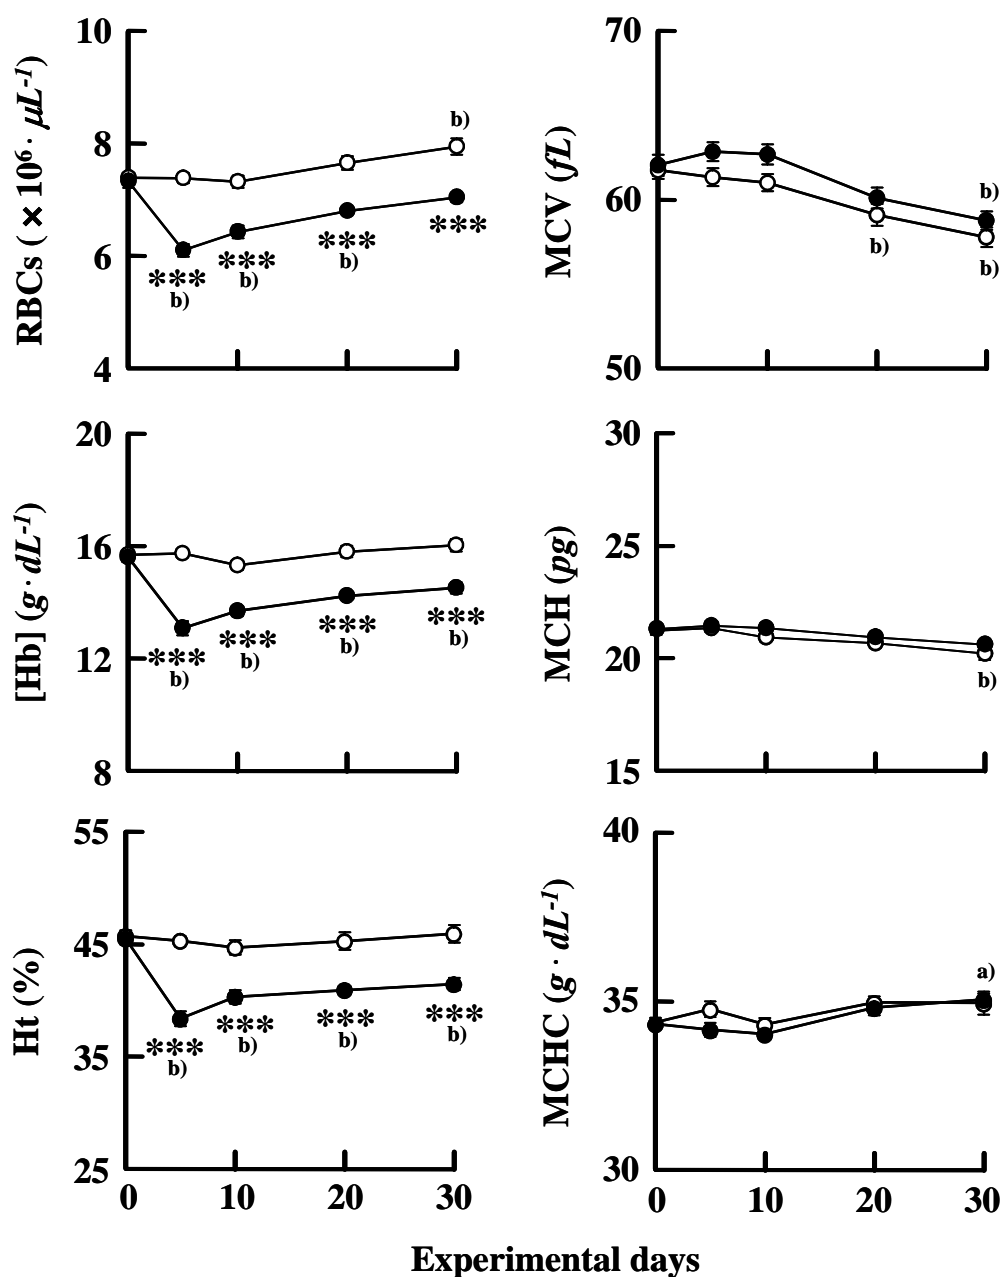 RBCs ( × 10⁶ · μL⁻¹)
10
8
6
4
b)
***
b)
***
b)
***
b)
***
MCV (fL)
70
60
50
b)
b)
b)
[Hb] (g · dL⁻¹)
20
16
12
8
***
b)
***
b)
***
b)
***
b)
MCH (pg)
30
25
20
15
b)
Ht (%)
55
45
35
25
***
b)
***
b)
***
b)
***
b)
0 10 20 30
MCHC (g · dL⁻¹)
40
35
30
a)
0 10 20 30
Experimental days